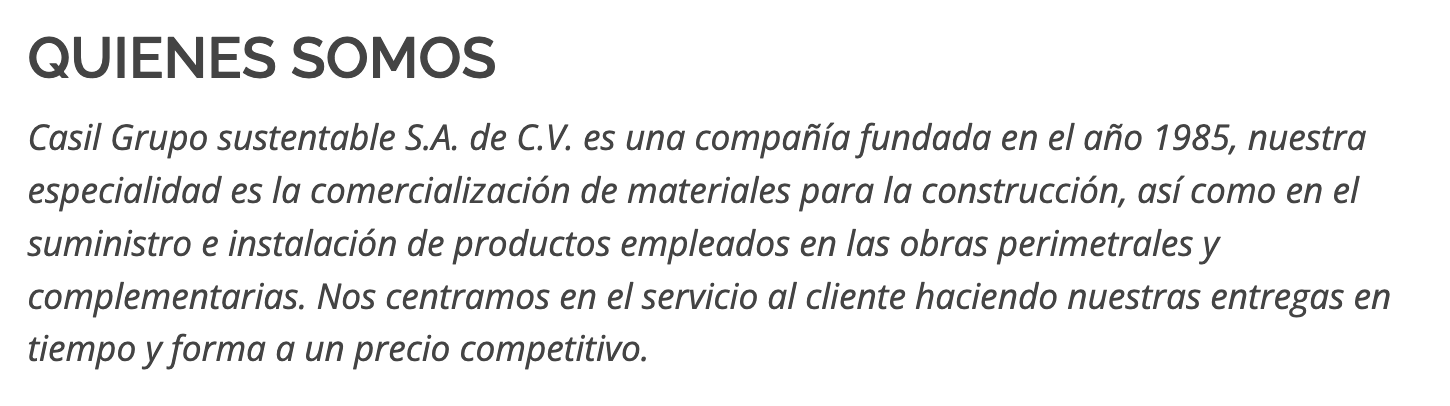 QUIENES SOMOS
Casil Grupo sustentable S.A. de C.V. es una compañía fundada en el año 1985, nuestra
especialidad es la comercialización de materiales para la construcción, así como en el
suministro e instalación de productos empleados en las obras perimetrales y
complementarias. Nos centramos en el servicio al cliente haciendo nuestras entregas en
tiempo y forma a un precio competitivo.